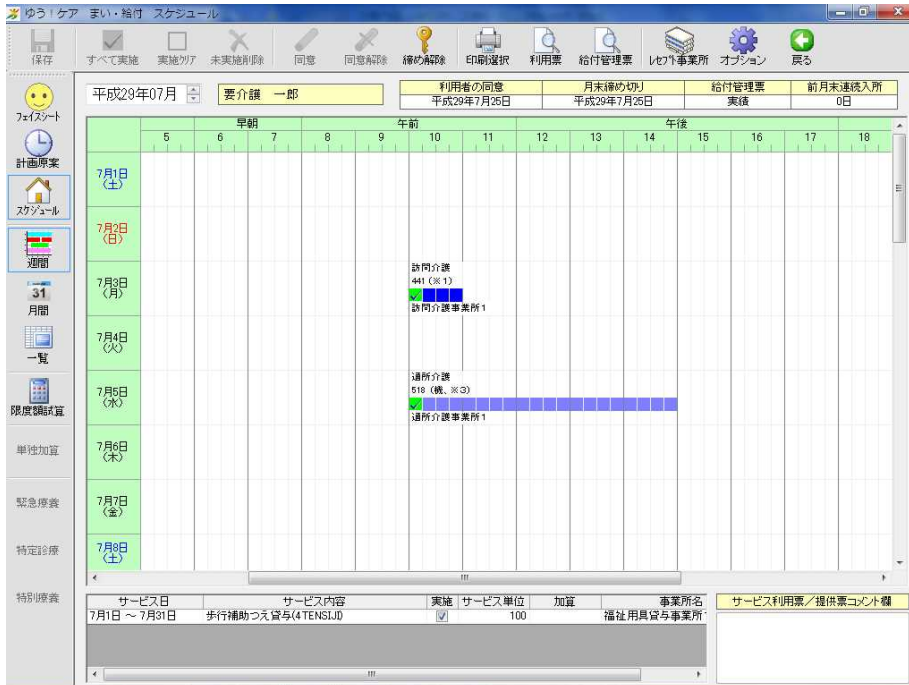 ゆう！ケア まい・給付 スケジュール
保存 すべて実施 実施クリア 未実施削除 同意 同意解除 締め解除 印刷選択 利用票 給付管理票 レセプト事業所 オプション 戻る
フェイスシート
計画原案
スケジュール
週間
31
月間
一覧
限度額試算
単独加算
緊急療養
特定診療
特別療養
平成29年07月 要介護 一郎
利用者の同意 月末締め切り 給付管理票 前月末連続入所
平成29年7月25日 平成29年7月25日 実績 0日
早朝 午前 午後
5 6 7 8 9 10 11 12 13 14 15 16 17 18
7月1日
(土)
7月2日
(日)
訪問介護
441 (※1)
7月3日
(月)
訪問介護事業所1
7月4日
(火)
通所介護
518 (機、※3)
7月5日
(水)
通所介護事業所1
7月6日
(木)
7月7日
(金)
7月8日
(土)
サービス日 サービス内容 実施 サービス単位 加算 事業所名
7月1日 ～ 7月31日 歩行補助つえ貸与(4TENSIJI) 100 福祉用具貸与事業所
サービス利用票／提供票コメント欄